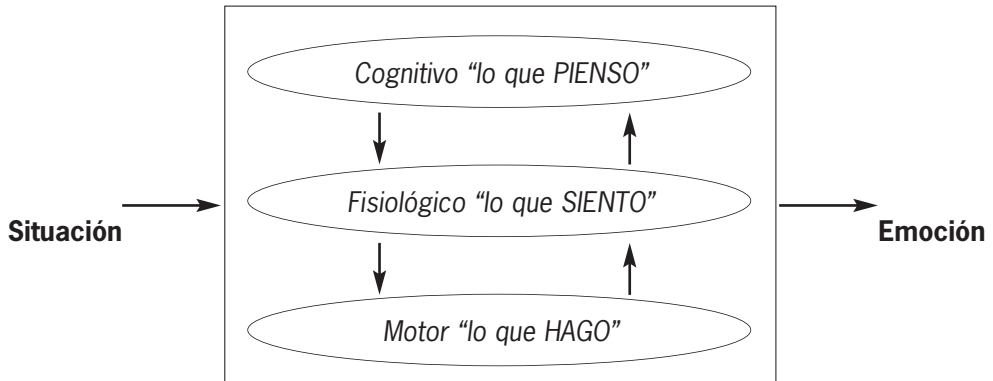 Cognitivo “lo que PIENSO”
Fisiológico “lo que SIENTO”
Situación
Emoción
Motor “lo que HAGO”